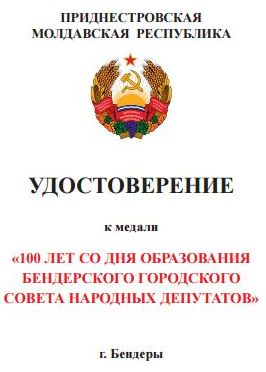 ПРИДНЕСТРОВСКАЯ
МОЛДАВСКАЯ РЕСПУБЛИКА
УДОСТОВЕРЕНИЕ
к медали
«100 ЛЕТ СО ДНЯ ОБРАЗОВАНИЯ
БЕНДЕРСКОГО ГОРОДСКОГО
СОВЕТА НАРОДНЫХ ДЕПУТАТОВ»
г. Бендеры